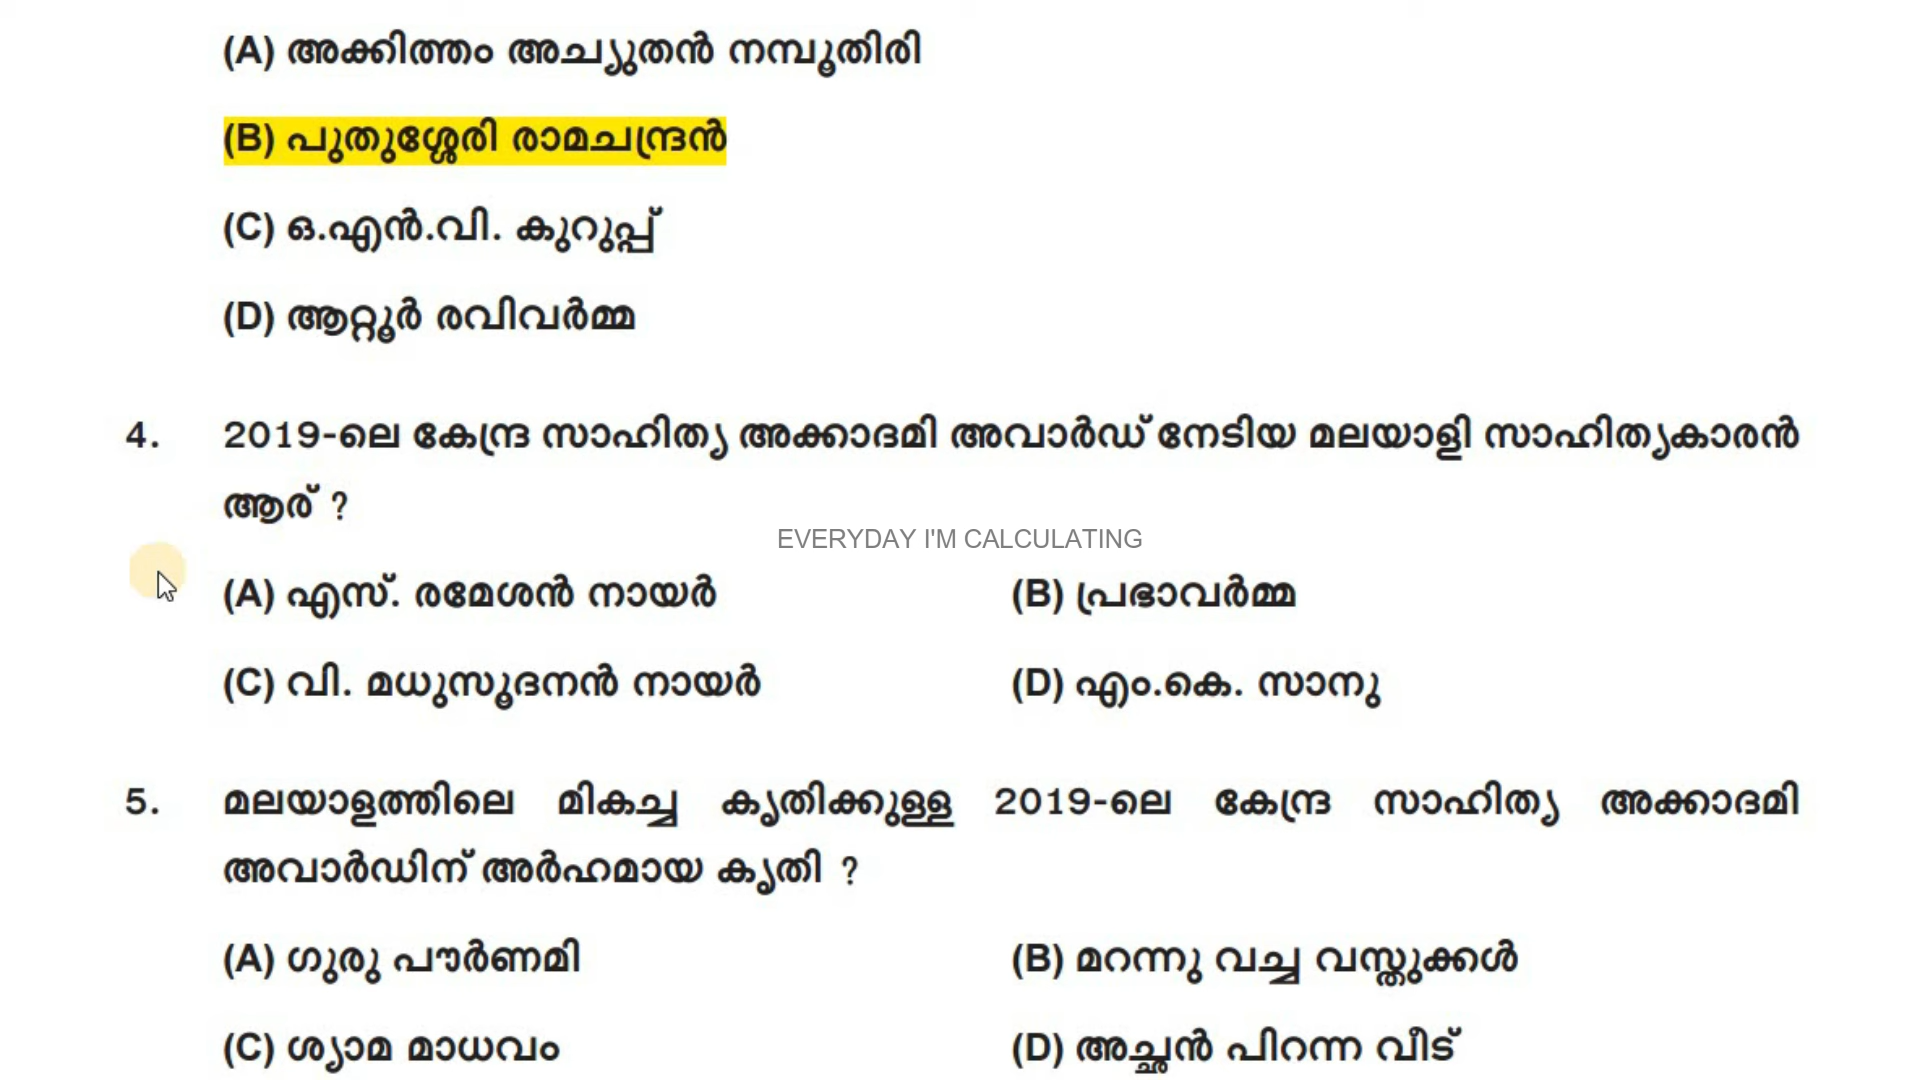 (A) അക്കിത്തം അച്യുതൻ നമ്പൂതിരി
(B) പുതുശ്ശേരി രാമചന്ദ്രൻ
(C) ഒ.എൻ.വി. കുറുപ്പ്
(D) ആറ്റൂർ രവിവർമ്മ
4. 2019-ലെ കേന്ദ്ര സാഹിത്യ അക്കാദമി അവാർഡ് നേടിയ മലയാളി സാഹിത്യകാരൻ
ആര് ?
EVERYDAY I'M CALCULATING
(A) എസ്. രമേശൻ നായർ (B) പ്രഭാവർമ്മ
(C) വി. മധുസൂദനൻ നായർ (D) എം.കെ. സാനു
5. മലയാളത്തിലെ മികച്ച കൃതിക്കുള്ള 2019-ലെ കേന്ദ്ര സാഹിത്യ അക്കാദമി
അവാർഡിന് അർഹമായ കൃതി ?
(A) ഗുരു പൗർണമി (B) മറന്നു വച്ച വസ്തുക്കൾ
(C) ശ്യാമ മാധവം (D) അച്ഛൻ പിറന്ന വീട്